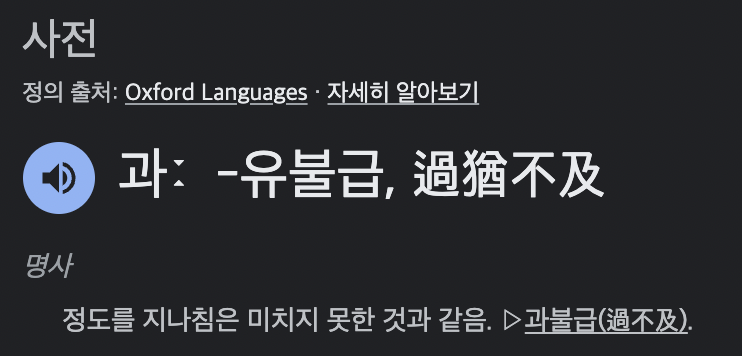 사전
정의 출처: Oxford Languages · 자세히 알아보기
과ː -유불급, 過猶不及
명사
정도를 지나침은 미치지 못한 것과 같음. ▷과불급(過不及).